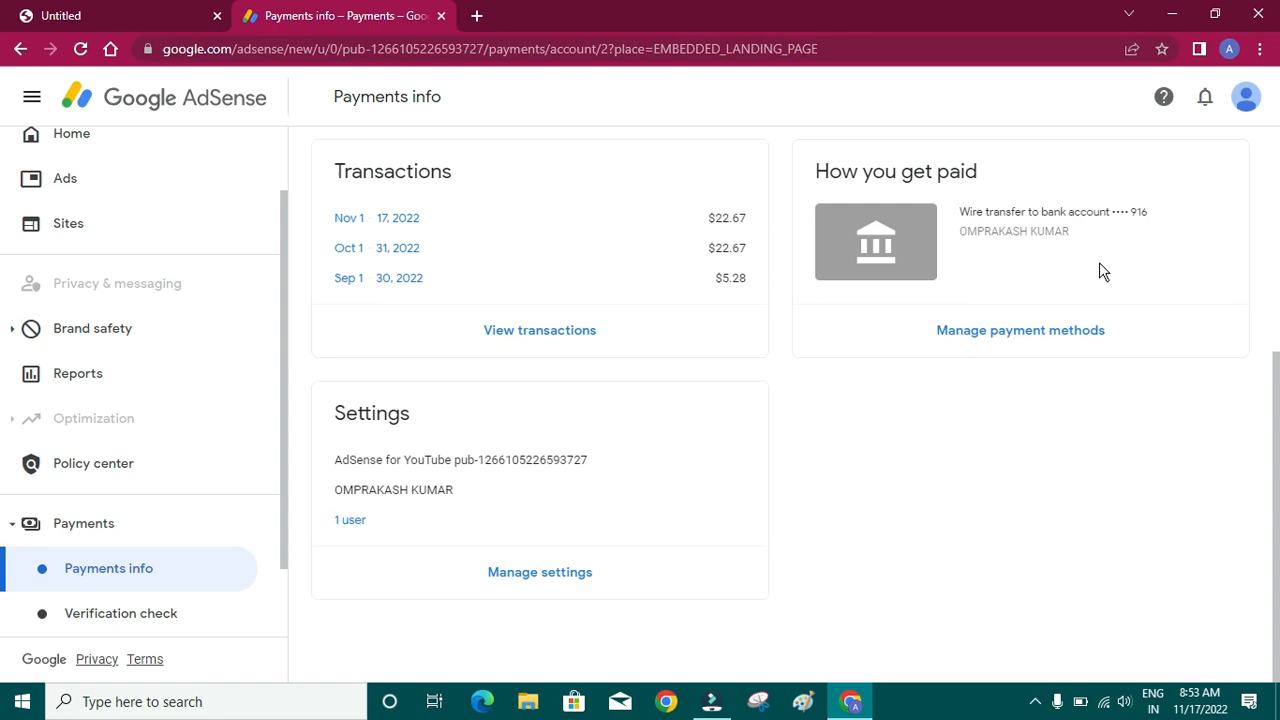 Untitled
Payments info – Payments – Goo
google.com/adsense/new/u/0/pub-1266105226593727/payments/account/2?place=EMBEDDED_LANDING_PAGE
A
Google AdSense
Payments info
Home
Ads
Sites
Privacy & messaging
Brand safety
Reports
Optimization
Policy center
Payments
Payments info
Verification check
Google Privacy Terms
Transactions
Nov 1 - 17, 2022 $22.67
Oct 1 - 31, 2022 $22.67
Sep 1 - 30, 2022 $5.28
View transactions
How you get paid
Wire transfer to bank account •••• 916
OMPRAKASH KUMAR
Manage payment methods
Settings
AdSense for YouTube pub-1266105226593727
OMPRAKASH KUMAR
1 user
Manage settings
Type here to search
ENG
IN
8:53 AM
11/17/2022